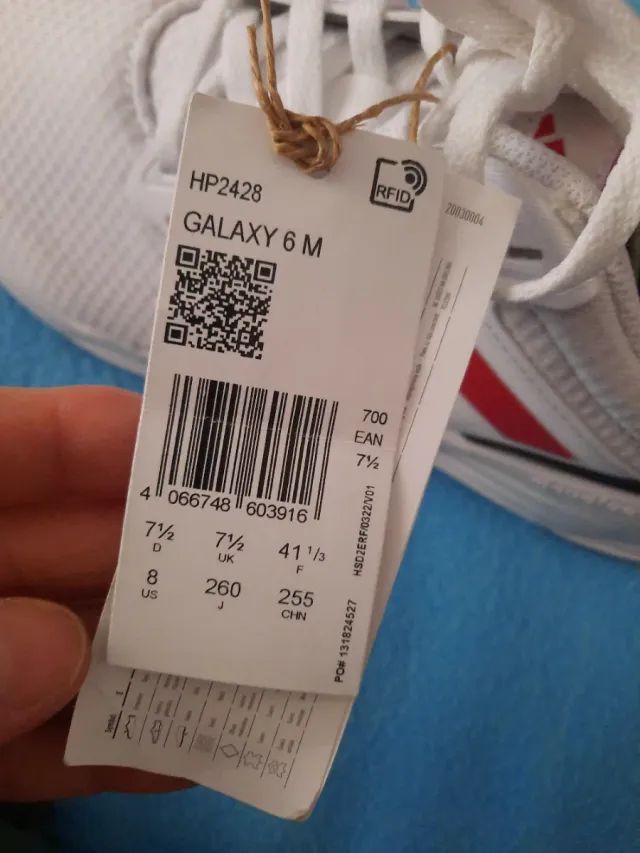 HP2428
RFID
GALAXY 6 M
20030004
700
EAN
7½
4 066748 603916
7½ 7½ 41 1/3
D UK F
8 260 255
US J CHN
HSD2ERF/0322/V01
PO# 131824527